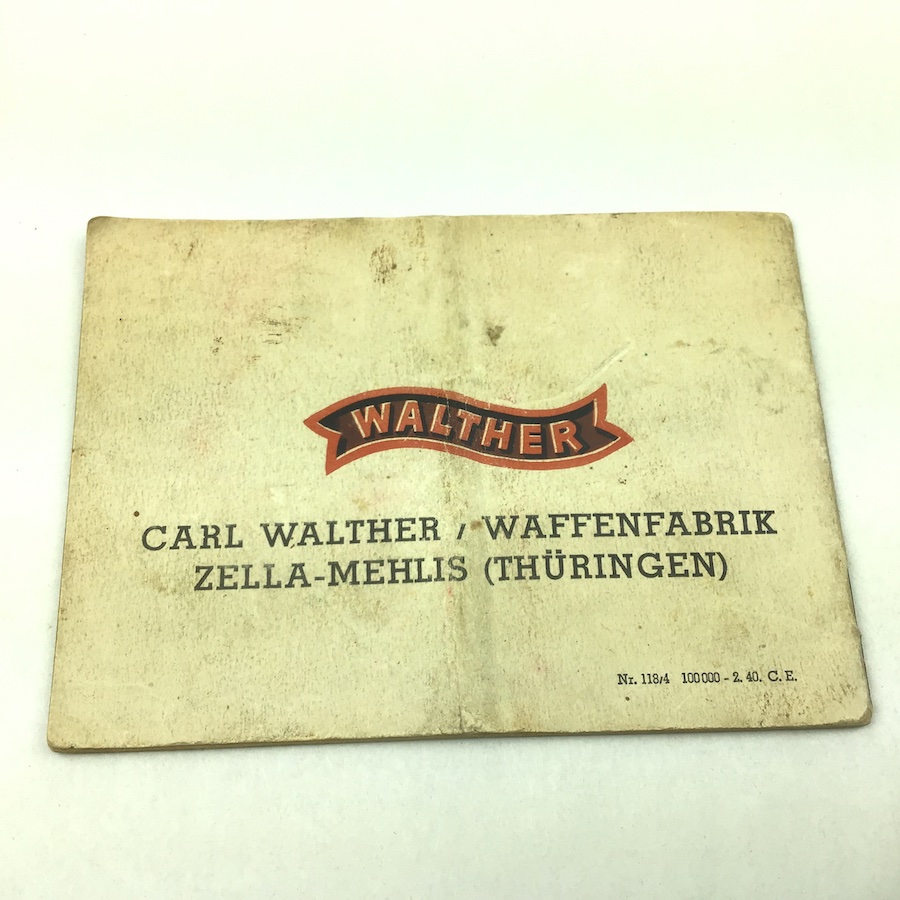 WALTHER
CARL WALTHER / WAFFENFABRIK
ZELLA-MEHLIS (THÜRINGEN)
Nr. 118/4 100000 - 2. 40. C. E.